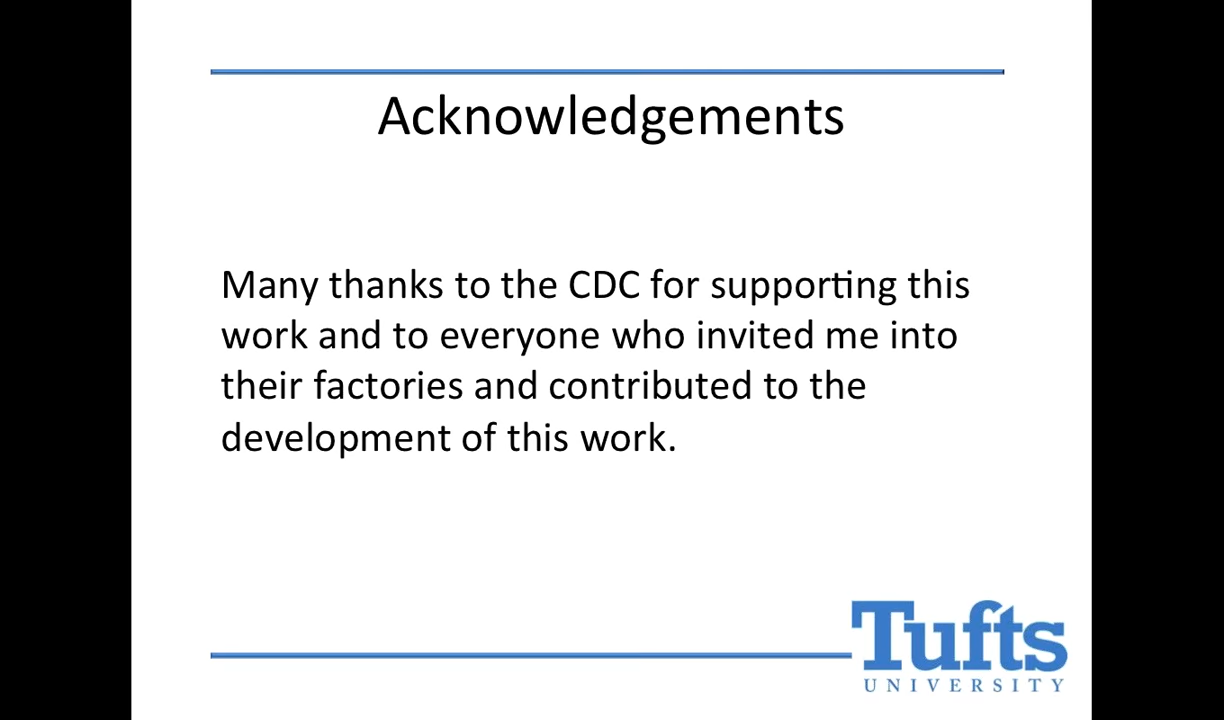 Acknowledgements
Many thanks to the CDC for supporting this
work and to everyone who invited me into
their factories and contributed to the
development of this work.
Tufts
UNIVERSITY